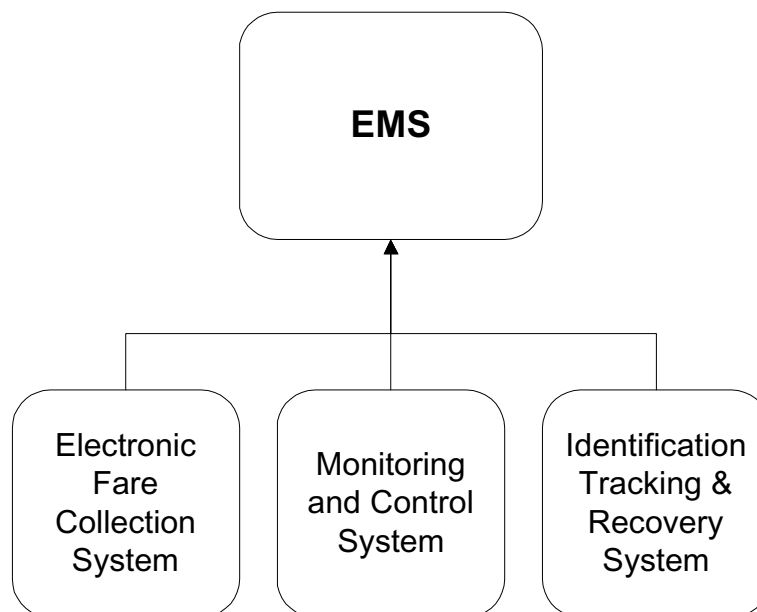 EMS
Electronic
Fare
Collection
System
Monitoring
and Control
System
Identification
Tracking &
Recovery
System